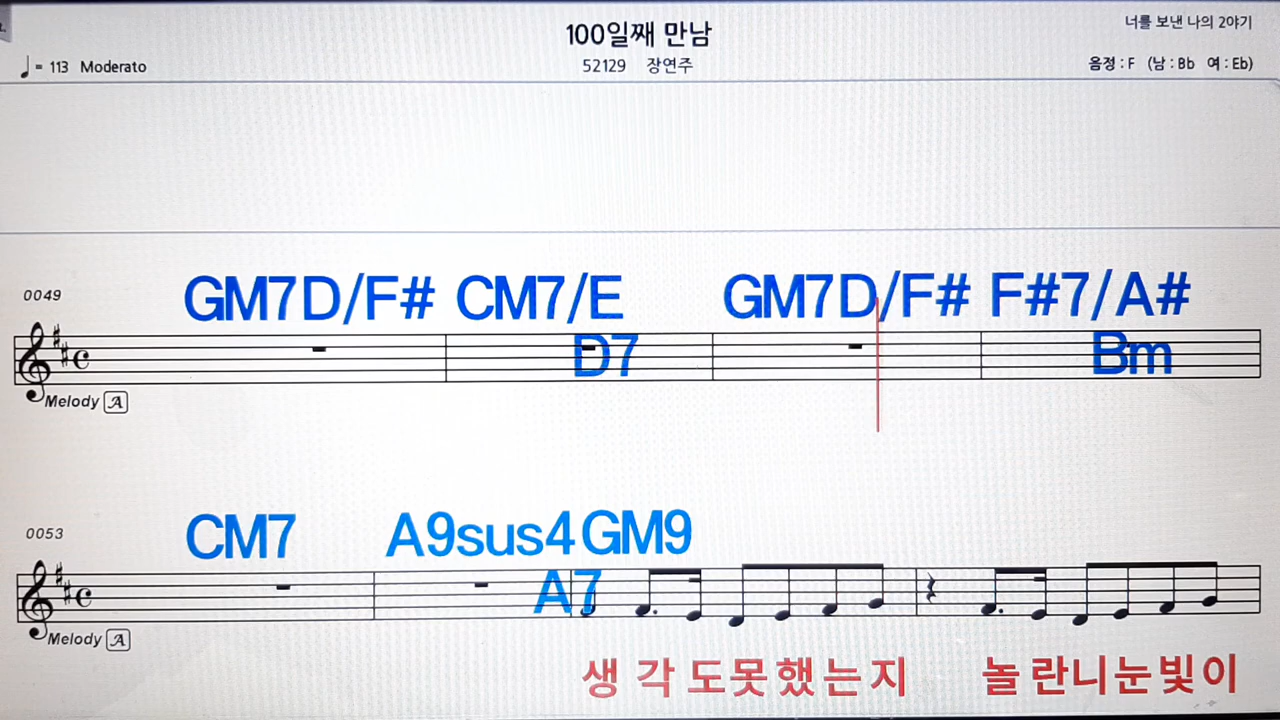 100일째 만남
너를 보낸 나의 2야기
= 113 Moderato
52129 장연주
음정 : F (남 : Bb 여 : Eb)
0049
GM7 D/F# CM7/E GM7 D/F# F#7/A#
D7 Bm
Melody A
0053
CM7 A9sus4 GM9
A7
Melody A
생각도못했는지 놀란니눈빛이